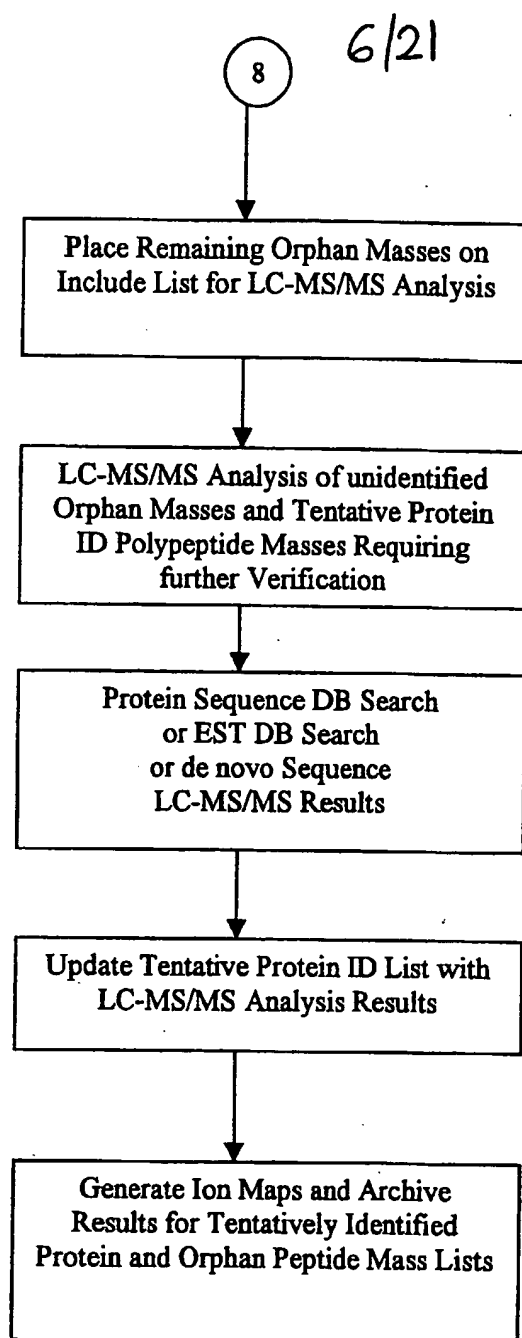 6/21
8
Place Remaining Orphan Masses on
Include List for LC-MS/MS Analysis
LC-MS/MS Analysis of unidentified
Orphan Masses and Tentative Protein
ID Polypeptide Masses Requiring
further Verification
Protein Sequence DB Search
or EST DB Search
or de novo Sequence
LC-MS/MS Results
Update Tentative Protein ID List with
LC-MS/MS Analysis Results
Generate Ion Maps and Archive
Results for Tentatively Identified
Protein and Orphan Peptide Mass Lists